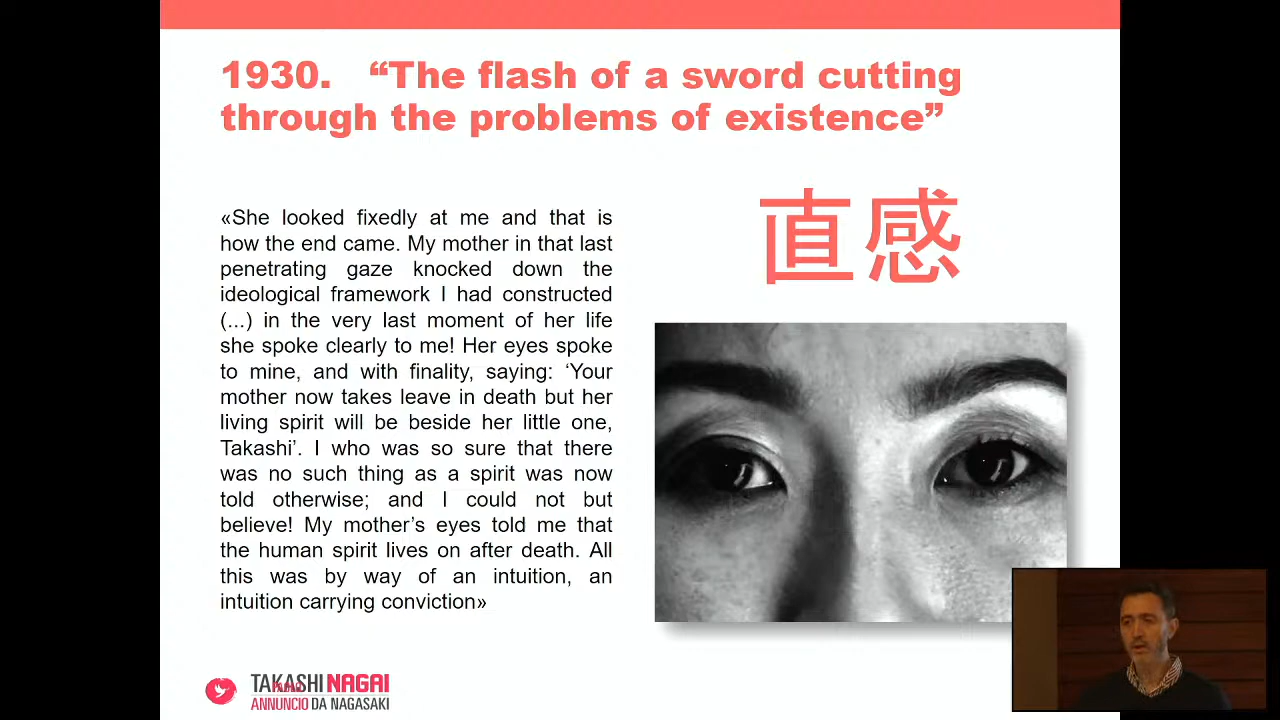 1930. “The flash of a sword cutting
through the problems of existence”
直感
«She looked fixedly at me and that is
how the end came. My mother in that last
penetrating gaze knocked down the
ideological framework I had constructed
(...) in the very last moment of her life
she spoke clearly to me! Her eyes spoke
to mine, and with finality, saying: ‘Your
mother now takes leave in death but her
living spirit will be beside her little one,
Takashi’. I who was so sure that there
was no such thing as a spirit was now
told otherwise; and I could not but
believe! My mother’s eyes told me that
the human spirit lives on after death. All
this was by way of an intuition, an
intuition carrying conviction»
TAKASHI NAGAI
PAOLO
ANNUNCIO DA NAGASAKI